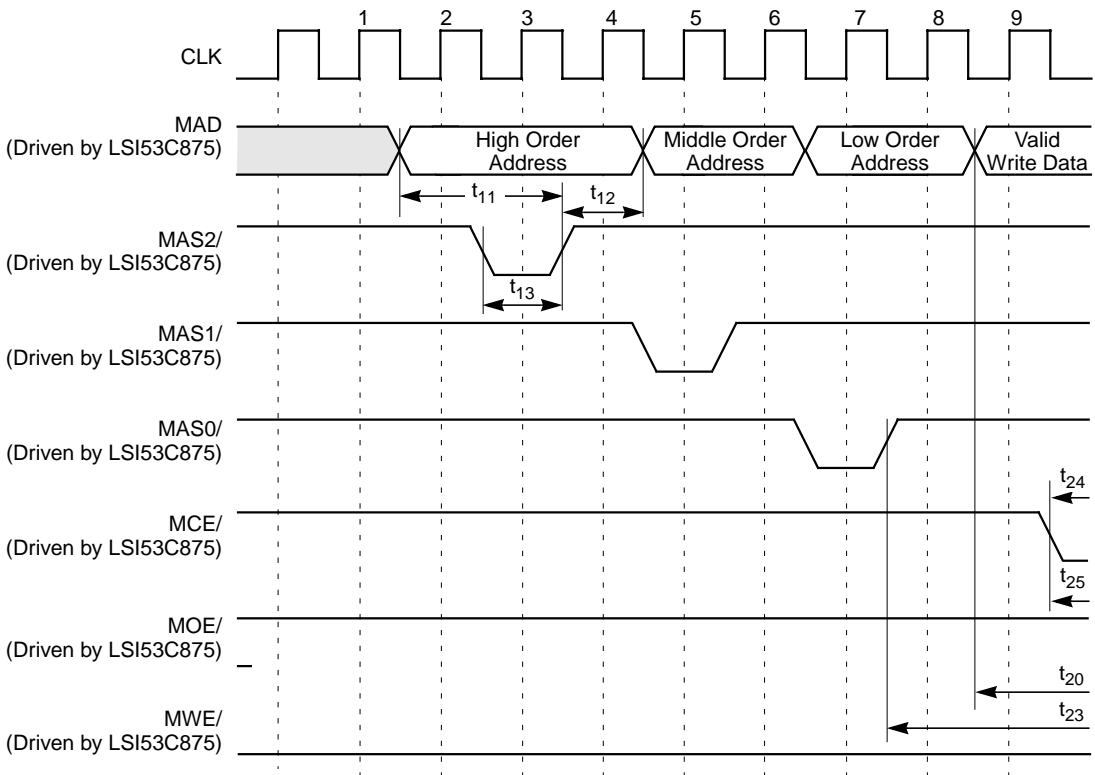 1 2 3 4 5 6 7 8 9
CLK
MAD
(Driven by LSI53C875)
High Order
Address
Middle Order
Address
Low Order
Address
Valid
Write Data
t11
t12
MAS2/
(Driven by LSI53C875)
t13
MAS1/
(Driven by LSI53C875)
MAS0/
(Driven by LSI53C875)
t24
MCE/
(Driven by LSI53C875)
t25
MOE/
(Driven by LSI53C875)
t20
t23
MWE/
(Driven by LSI53C875)